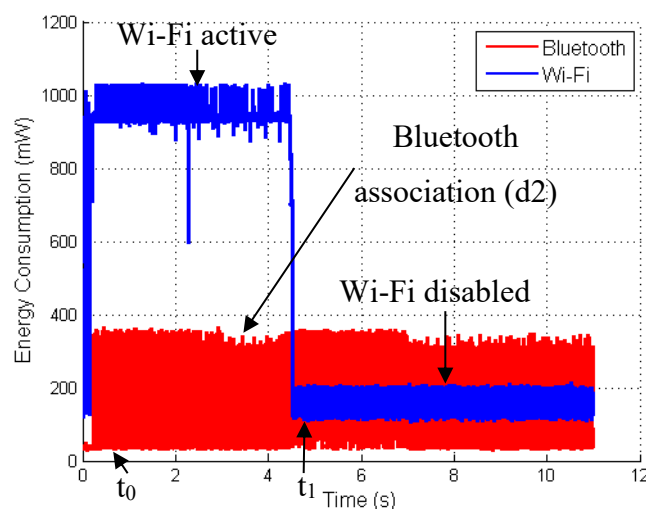 1200
Wi-Fi active
Bluetooth
Wi-Fi
1000
Bluetooth
association (d2)
800
600
Wi-Fi disabled
400
200
0
Energy Consumption (mW)
0 2 4 6 8 10 12
t0 t1
Time (s)